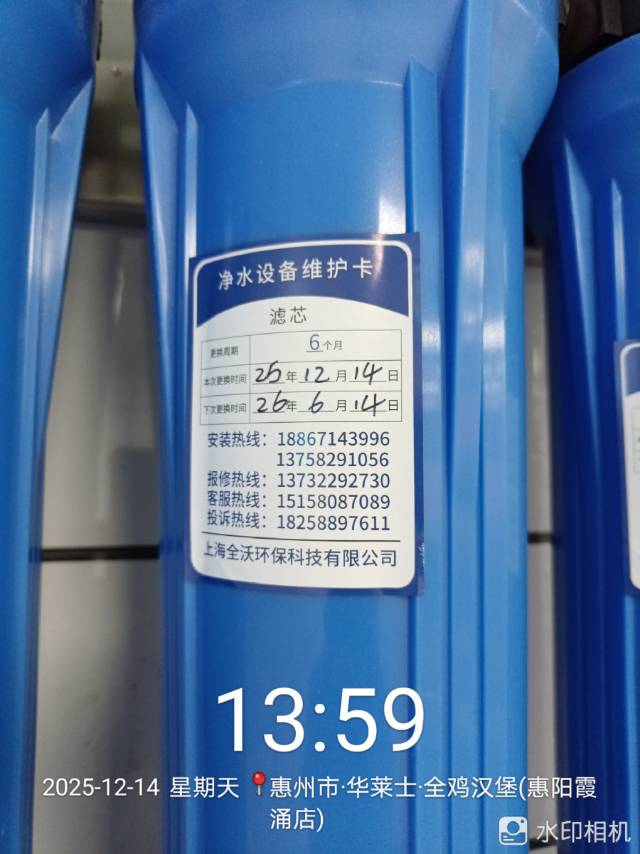 净水设备维护卡
滤芯
更换周期 6个月
本次更换时间 25年12月14日
下次更换时间 26年6月14日
安装热线：18867143996
13758291056
报修热线：13732292730
客服热线：15158087089
投诉热线：18258897611
上海全沃环保科技有限公司
13:59
2025-12-14 星期天 惠州市·华莱士·全鸡汉堡(惠阳霞
涌店)
水印相机